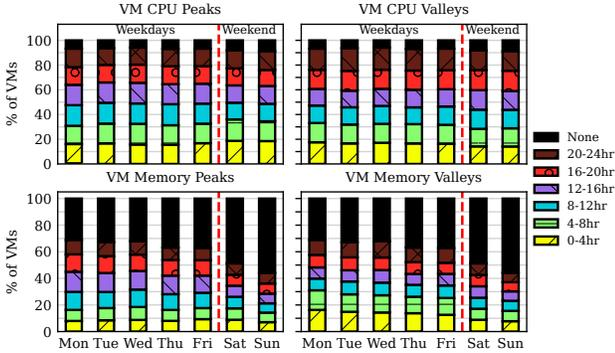 VM CPU Peaks
VM CPU Valleys
Weekdays
Weekend
Weekdays
Weekend
% of VMs
100
80
60
40
20
0
None
20-24hr
16-20hr
12-16hr
8-12hr
4-8hr
0-4hr
VM Memory Peaks
VM Memory Valleys
% of VMs
100
80
60
40
20
0
Mon Tue Wed Thu Fri Sat Sun
Mon Tue Wed Thu Fri Sat Sun